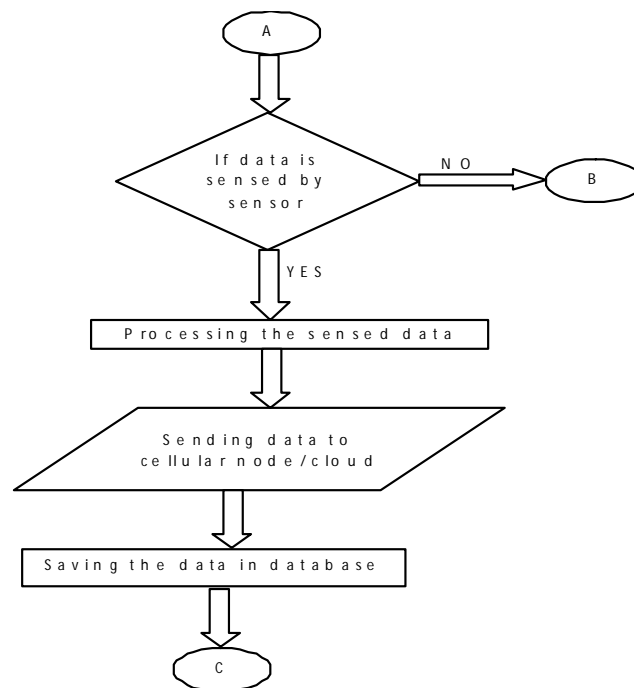 A
If data is
sensed by
sensor
NO
B
YES
Processing the sensed data
Sending data to
cellular node/cloud
Saving the data in database
C